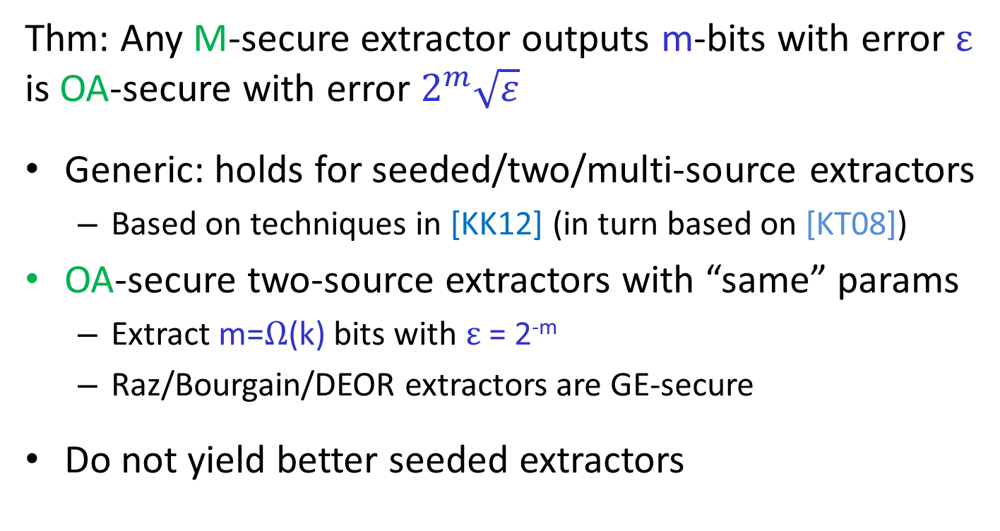 Thm: Any M-secure extractor outputs m-bits with error ε
is OA-secure with error $2^m\sqrt{\varepsilon}$
• Generic: holds for seeded/two/multi-source extractors
– Based on techniques in [KK12] (in turn based on [KT08])
• OA-secure two-source extractors with “same” params
– Extract m=Ω(k) bits with ε = 2⁻ᵐ
– Raz/Bourgain/DEOR extractors are GE-secure
• Do not yield better seeded extractors